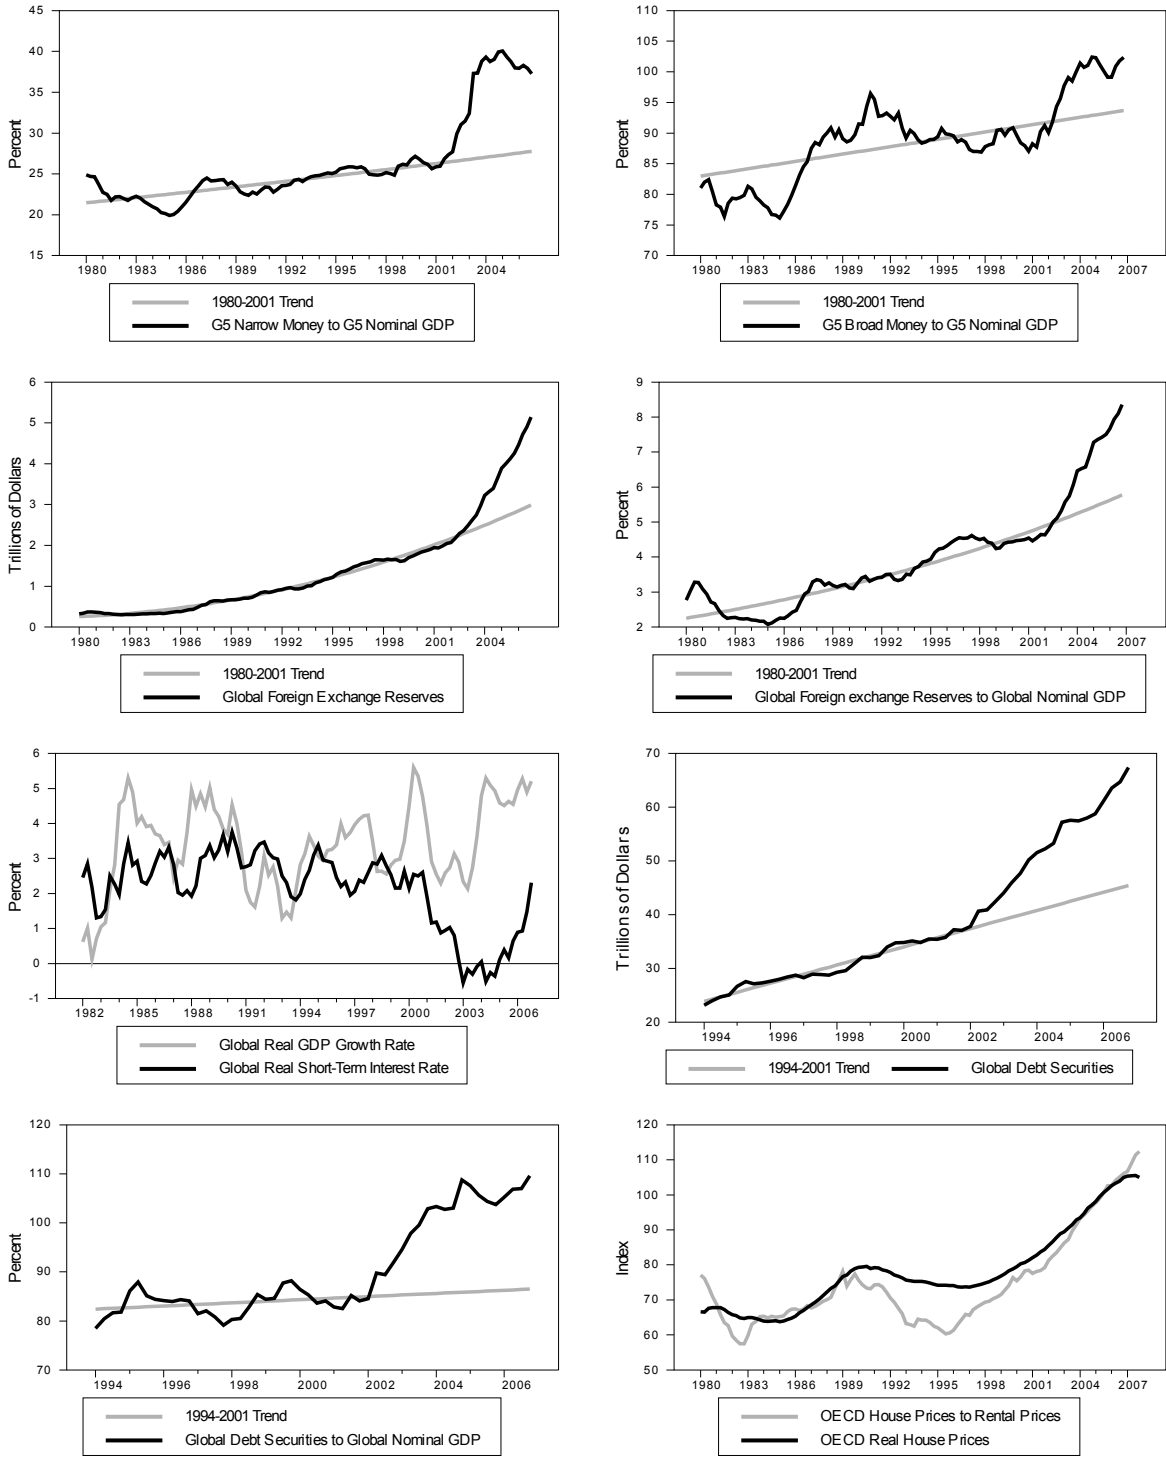 45
40
35
30
25
20
15
Percent
1980 1983 1986 1989 1992 1995 1998 2001 2004
1980-2001 Trend
G5 Narrow Money to G5 Nominal GDP
110
105
100
95
90
85
80
75
70
Percent
1980 1983 1986 1989 1992 1995 1998 2001 2004 2007
1980-2001 Trend
G5 Broad Money to G5 Nominal GDP
6
5
4
3
2
1
0
Trillions of Dollars
1980 1983 1986 1989 1992 1995 1998 2001 2004
1980-2001 Trend
Global Foreign Exchange Reserves
9
8
7
6
5
4
3
2
Percent
1980 1983 1986 1989 1992 1995 1998 2001 2004 2007
1980-2001 Trend
Global Foreign exchange Reserves to Global Nominal GDP
6
5
4
3
2
1
0
-1
Percent
1982 1985 1988 1991 1994 1997 2000 2003 2006
Global Real GDP Growth Rate
Global Real Short-Term Interest Rate
70
60
50
40
30
20
Trillions of Dollars
1994 1996 1998 2000 2002 2004 2006
1994-2001 Trend Global Debt Securities
120
110
100
90
80
70
Percent
1994 1996 1998 2000 2002 2004 2006
1994-2001 Trend
Global Debt Securities to Global Nominal GDP
120
110
100
90
80
70
60
50
Index
1980 1983 1986 1989 1992 1995 1998 2001 2004 2007
OECD House Prices to Rental Prices
OECD Real House Prices